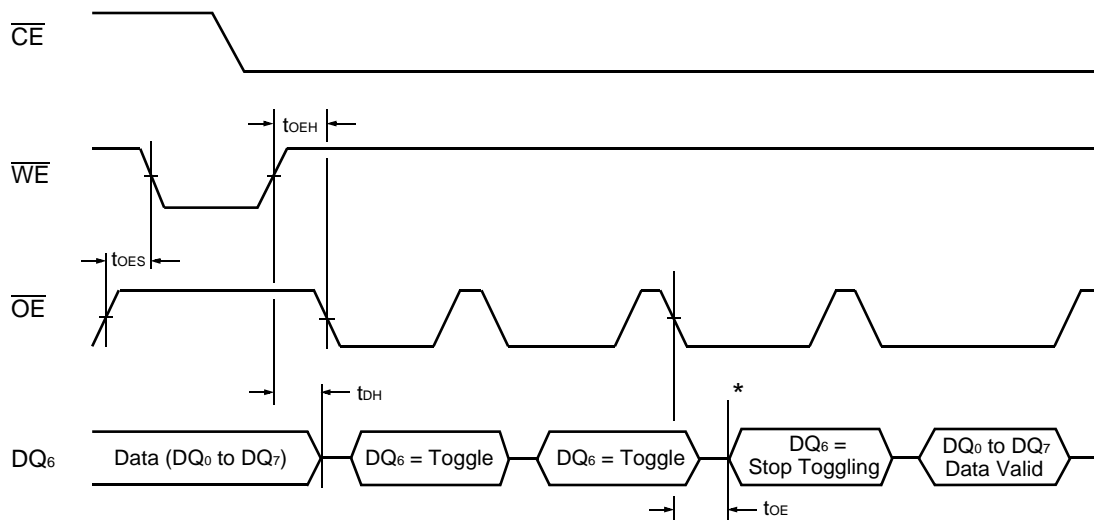 CE
tOEH
WE
tOES
OE
tDH
*
DQ6
Data (DQ0 to DQ7)
DQ6 = Toggle
DQ6 = Toggle
DQ6 =
Stop Toggling
DQ0 to DQ7
Data Valid
tOE